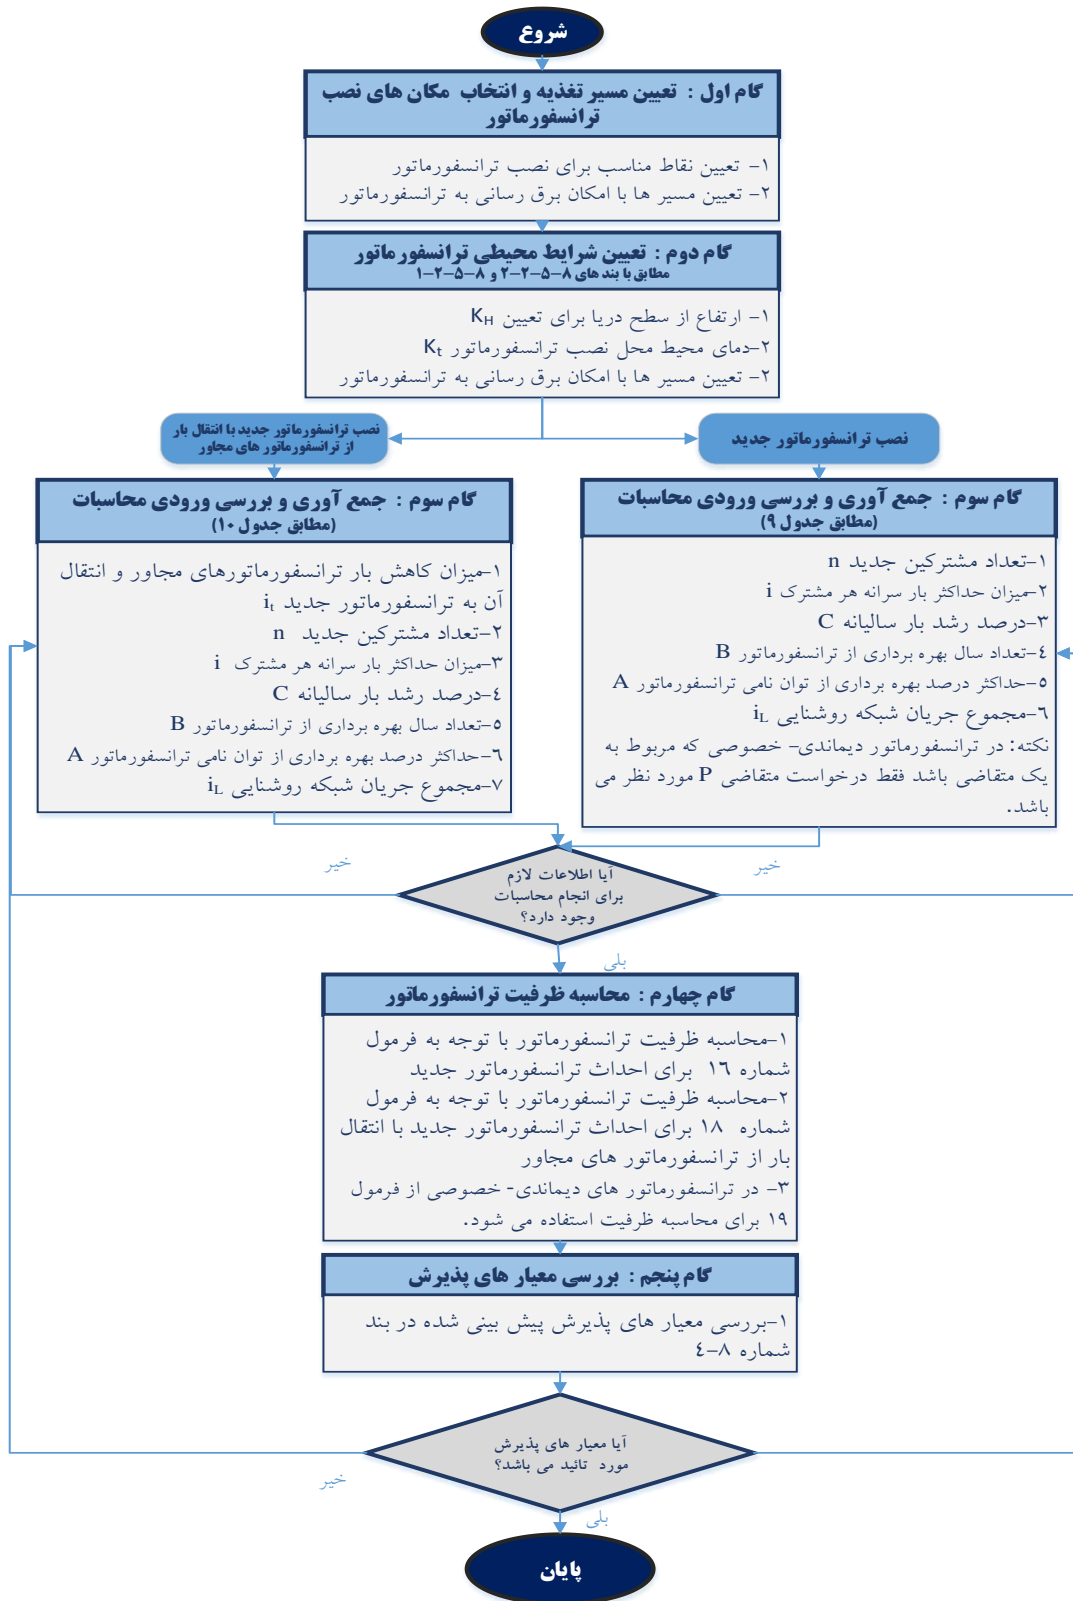 شروع
گام اول : تعیین مسیر تغذیه و انتخاب مکان های نصب
ترانسفورماتور
۱- تعیین نقاط مناسب برای نصب ترانسفورماتور
۲- تعیین مسیر ها با امکان برق رسانی به ترانسفورماتور
گام دوم : تعیین شرایط محیطی ترانسفورماتور
مطابق با بند های ۸-۵-۲-۲ و ۸-۵-۲-۱
۱- ارتفاع از سطح دریا برای تعیین KH
۲-دمای محیط محل نصب ترانسفورماتور Kt
۲- تعیین مسیر ها با امکان برق رسانی به ترانسفورماتور
نصب ترانسفورماتور جدید
نصب ترانسفورماتور جدید با انتقال بار
از ترانسفورماتور های مجاور
گام سوم : جمع آوری و بررسی ورودی محاسبات
(مطابق جدول ۹)
۱-تعداد مشترکین جدید n
۲-میزان حداکثر بار سرانه هر مشترک i
۳-درصد رشد بار سالیانه C
٤-تعداد سال بهره برداری از ترانسفورماتور B
٥-حداکثر درصد بهره برداری از توان نامی ترانسفورماتور A
٦-مجموع جریان شبکه روشنایی iL
نکته: در ترانسفورماتور دیماندی- خصوصی که مربوط به
یک متقاضی باشد فقط درخواست متقاضی P مورد نظر می
باشد.
گام سوم : جمع آوری و بررسی ورودی محاسبات
(مطابق جدول ۱۰)
۱-میزان کاهش بار ترانسفورماتورهای مجاور و انتقال
آن به ترانسفورماتور جدید it
۲-تعداد مشترکین جدید n
۳-میزان حداکثر بار سرانه هر مشترک i
٤-درصد رشد بار سالیانه C
٥-تعداد سال بهره برداری از ترانسفورماتور B
٦-حداکثر درصد بهره برداری از توان نامی ترانسفورماتور A
۷-مجموع جریان شبکه روشنایی iL
خیر
خیر
آیا اطلاعات لازم
برای انجام محاسبات
وجود دارد؟
بلی
گام چهارم : محاسبه ظرفیت ترانسفورماتور
۱-محاسبه ظرفیت ترانسفورماتور با توجه به فرمول
شماره ۱٦ برای احداث ترانسفورماتور جدید
۲-محاسبه ظرفیت ترانسفورماتور با توجه به فرمول
شماره ۱۸ برای احداث ترانسفورماتور جدید با انتقال
بار از ترانسفورماتور های مجاور
۳- در ترانسفورماتور های دیماندی- خصوصی از فرمول
۱۹ برای محاسبه ظرفیت استفاده می شود.
گام پنجم : بررسی معیار های پذیرش
۱-بررسی معیار های پذیرش پیش بینی شده در بند
شماره ۸-٤
آیا معیار های پذیرش
مورد تائید می باشد؟
خیر
بلی
پایان